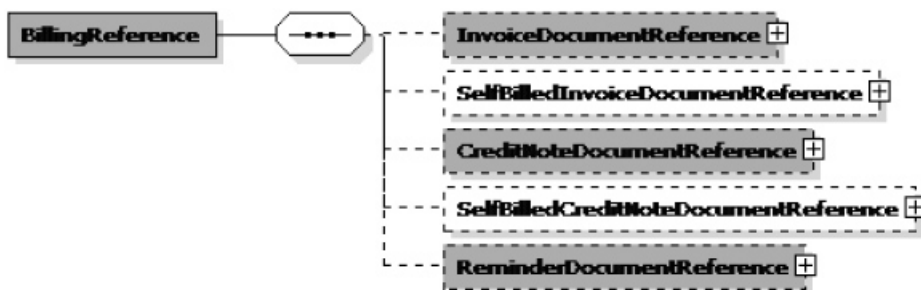 BillingReference
InvoiceDocumentReference
SelfBilledInvoiceDocumentReference
CreditNoteDocumentReference
SelfBilledCreditNoteDocumentReference
ReminderDocumentReference